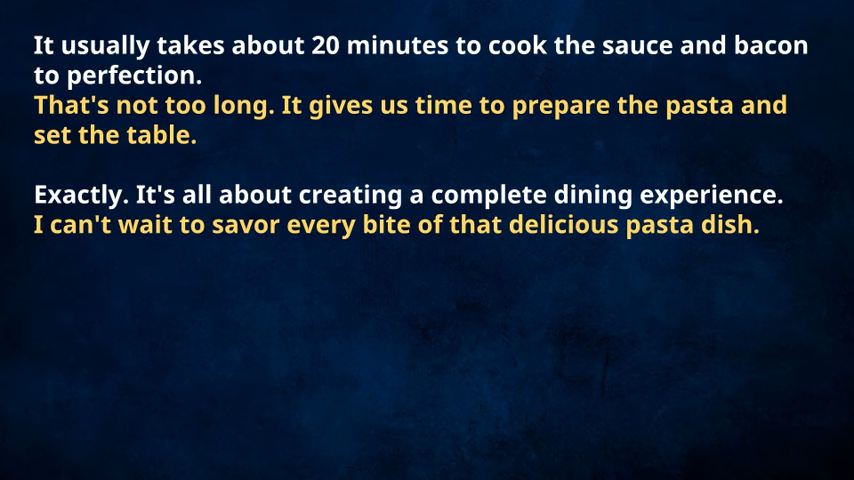 It usually takes about 20 minutes to cook the sauce and bacon
to perfection.
That's not too long. It gives us time to prepare the pasta and
set the table.
Exactly. It's all about creating a complete dining experience.
I can't wait to savor every bite of that delicious pasta dish.